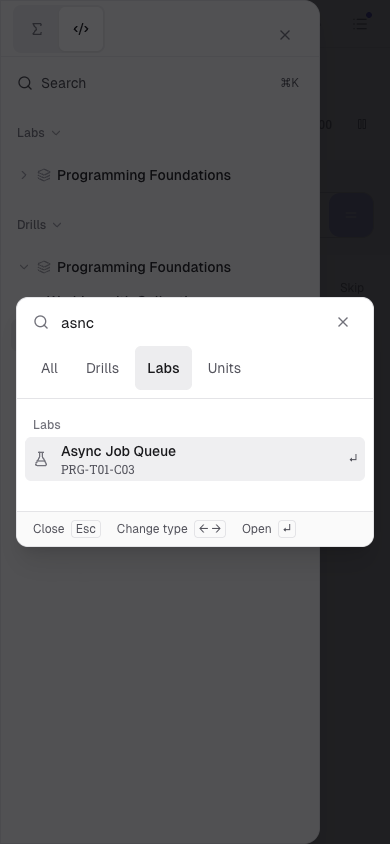 Σ </>
Search ⌘K
Labs
Programming Foundations
Drills
Programming Foundations
Skip
asnc
All Drills Labs Units
Labs
Async Job Queue
PRG-T01-C03
Close Esc Change type ←→ Open ↵